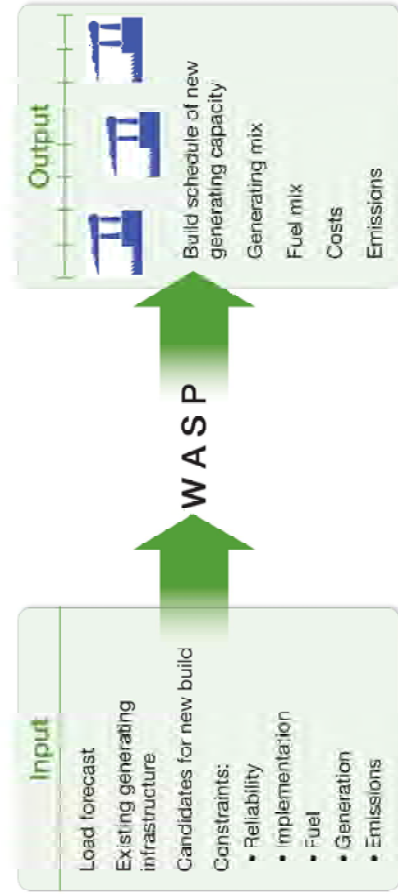 Input
Load forecast
Existing generating
infrastructure
Candidates for new build
Constraints:
• Reliability
• Implementation
• Fuel
• Generation
• Emissions
WASP
Output
Build schedule of new
generating capacity
Generating mix
Fuel mix
Costs
Emissions